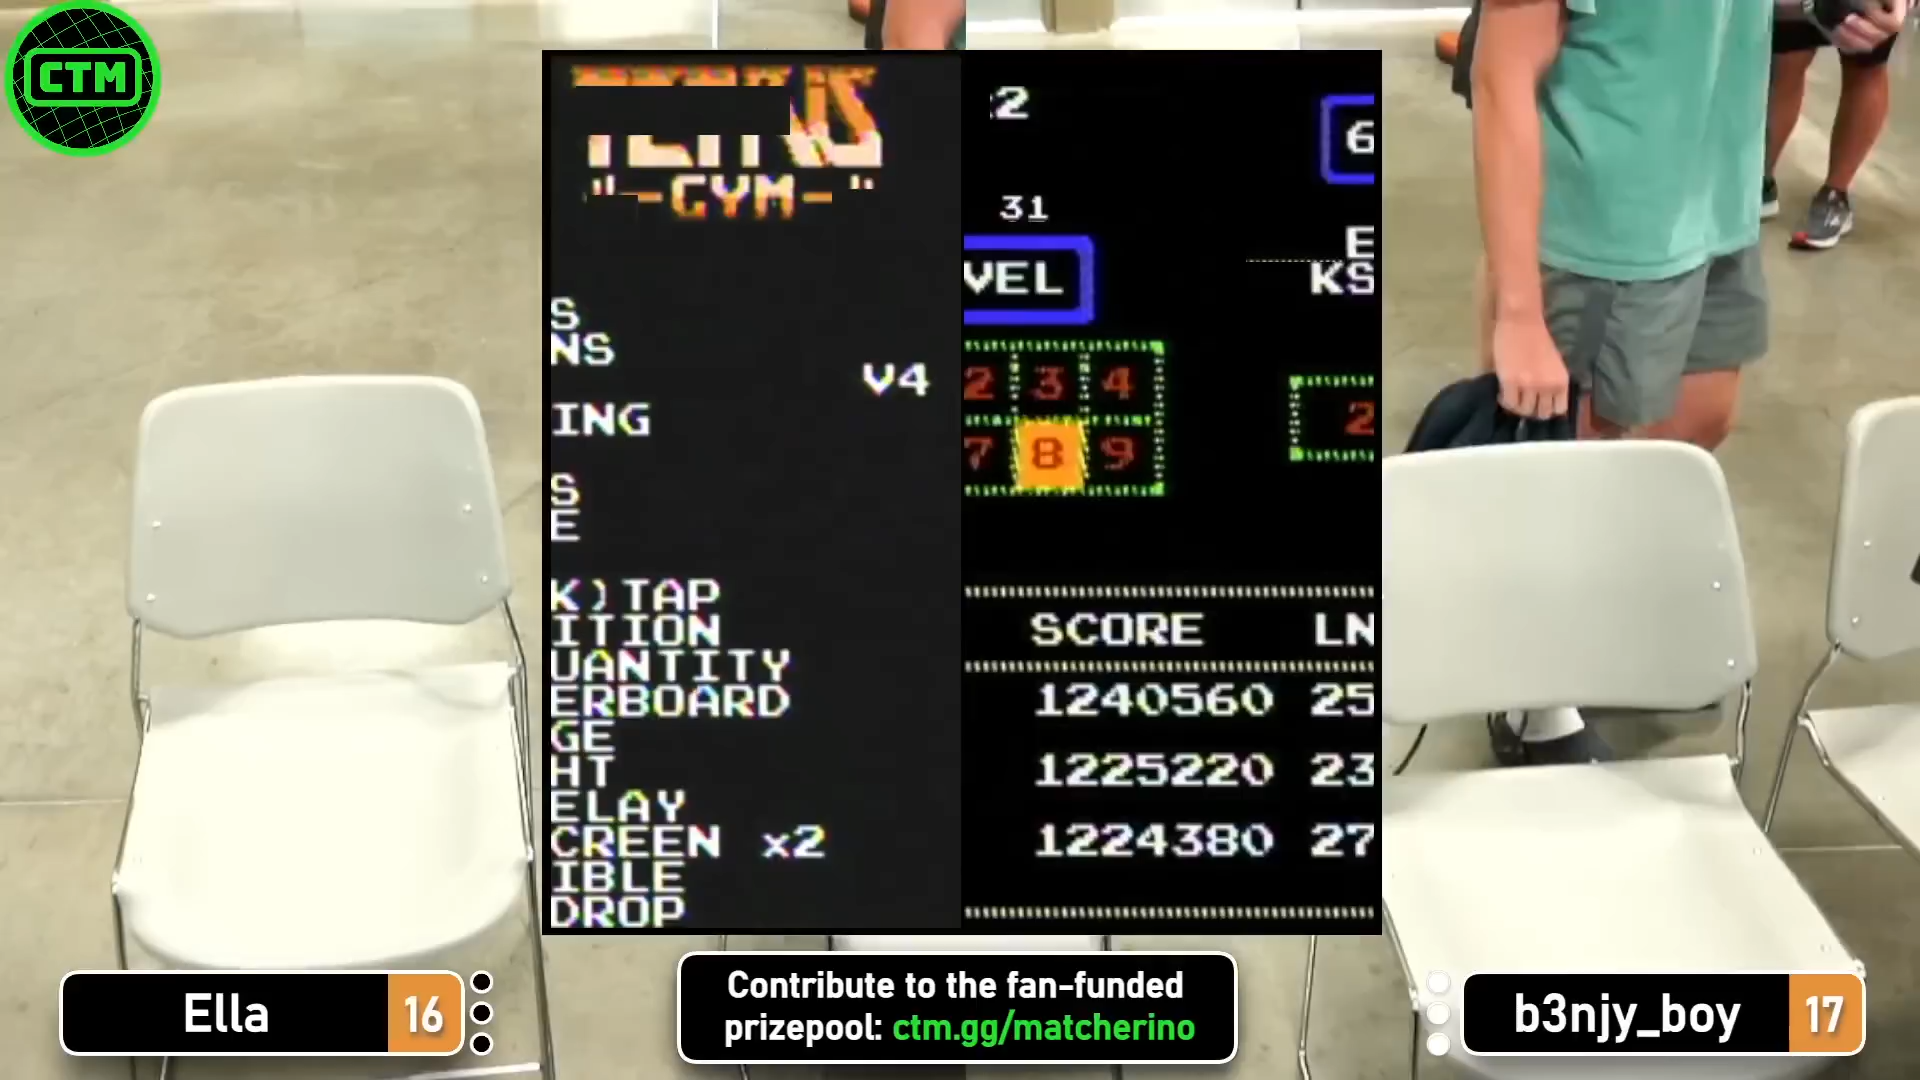 CTM
"-GYM-"
S
NS
V4
ING
S
E
K)TAP
ITION
UANTITY
ERBOARD
GE
HT
ELAY
CREEN x2
IBLE
DROP
2
6
31
VEL
E
KS
2 3 4
7 8 9
2
SCORE LN
1240560 25
1225220 23
1224380 27
Ella 16
Contribute to the fan-funded
prizepool: ctm.gg/matcherino
b3njy_boy 17